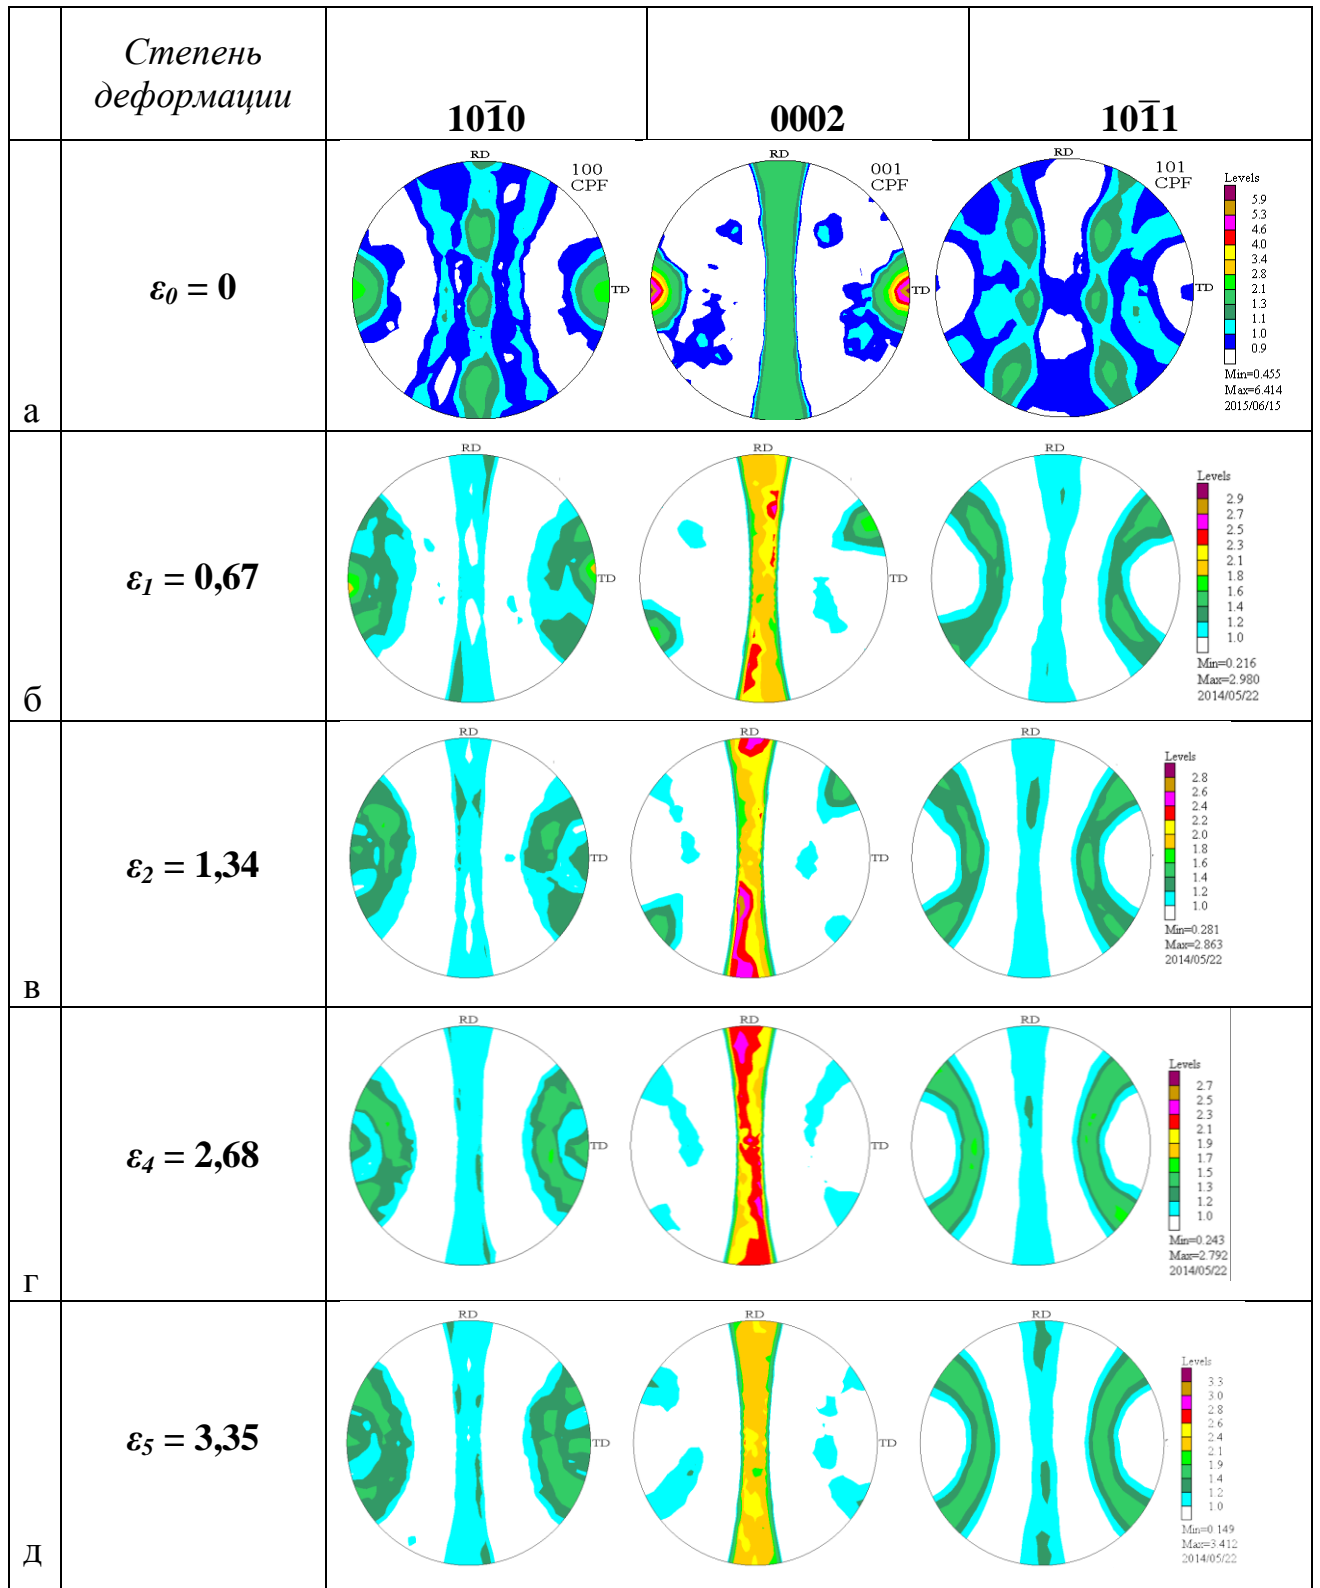 Степень
деформации
101̅0
0002
101̅1
а
ε0 = 0
RD
100
CPF
TD
RD
001
CPF
RD
101
CPF
TD
Levels
5.9
5.3
4.6
4.0
3.4
2.8
2.1
1.3
1.1
1.0
0.9
Min=0.455
Max=6.414
2015/06/15
б
ε1 = 0,67
RD
TD
RD
TD
RD
Levels
2.9
2.7
2.5
2.3
2.1
1.8
1.6
1.4
1.2
1.0
Min=0.216
Max=2.980
2014/05/22
в
ε2 = 1,34
RD
TD
RD
TD
RD
Levels
2.8
2.6
2.4
2.2
2.0
1.8
1.6
1.4
1.2
1.0
Min=0.281
Max=2.863
2014/05/22
г
ε4 = 2,68
RD
TD
RD
TD
RD
Levels
2.7
2.5
2.3
2.1
1.9
1.7
1.5
1.3
1.2
1.0
Min=0.243
Max=2.792
2014/05/22
д
ε5 = 3,35
RD
TD
RD
TD
RD
Levels
3.3
3.0
2.8
2.6
2.4
2.1
1.9
1.4
1.2
1.0
Min=0.149
Max=3.412
2014/05/22